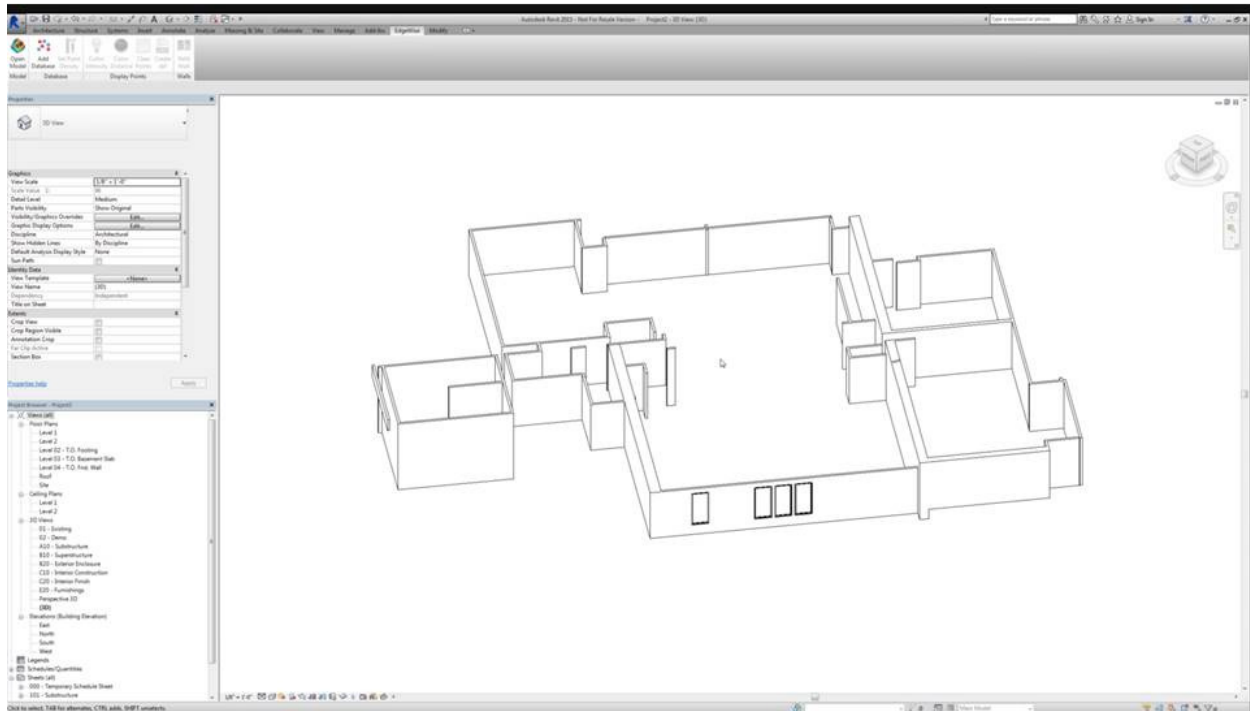 Autodesk Revit 2013 - Not For Resale Version - Project2 - 3D View: {3D}
Type a keyword or phrase
Sign In
Architecture Structure Systems Insert Annotate Analyze Massing & Site Collaborate View Manage Add-Ins EdgeWise Modify
Open Model
Add Database
Model Database Display Points Walls
Properties
3D View
Graphics
View Scale 1/8" = 1'-0"
Scale Value 1: 96
Detail Level Medium
Parts Visibility Show Original
Visibility/Graphics Overrides Edit...
Graphic Display Options Edit...
Discipline Architectural
Show Hidden Lines By Discipline
Default Analysis Display Style None
Sun Path
Identity Data
View Template <None>
View Name {3D}
Dependency Independent
Title on Sheet
Extents
Crop View
Crop Region Visible
Annotation Crop
Far Clip Active
Section Box
Properties help Apply
Project Browser - Project2
Views (all)
Floor Plans
Level 1
Level 2
Level 02 - T.O. Footing
Level 03 - T.O. Basement Slab
Level 04 - T.O. Fnd. Wall
Roof
Site
Ceiling Plans
Level 1
Level 2
3D Views
01 - Existing
02 - Demo
A10 - Substructure
B10 - Superstructure
B20 - Exterior Enclosure
C10 - Interior Construction
C20 - Interior Finish
E20 - Furnishings
Perspective 3D
{3D}
Elevations (Building Elevation)
East
North
South
West
Legends
Schedules/Quantities
Sheets (all)
000 - Temporary Schedule Sheet
101 - Substructure
1/8" = 1'-0"
Click to select, TAB for alternates, CTRL adds, SHIFT unselects.
Main Model